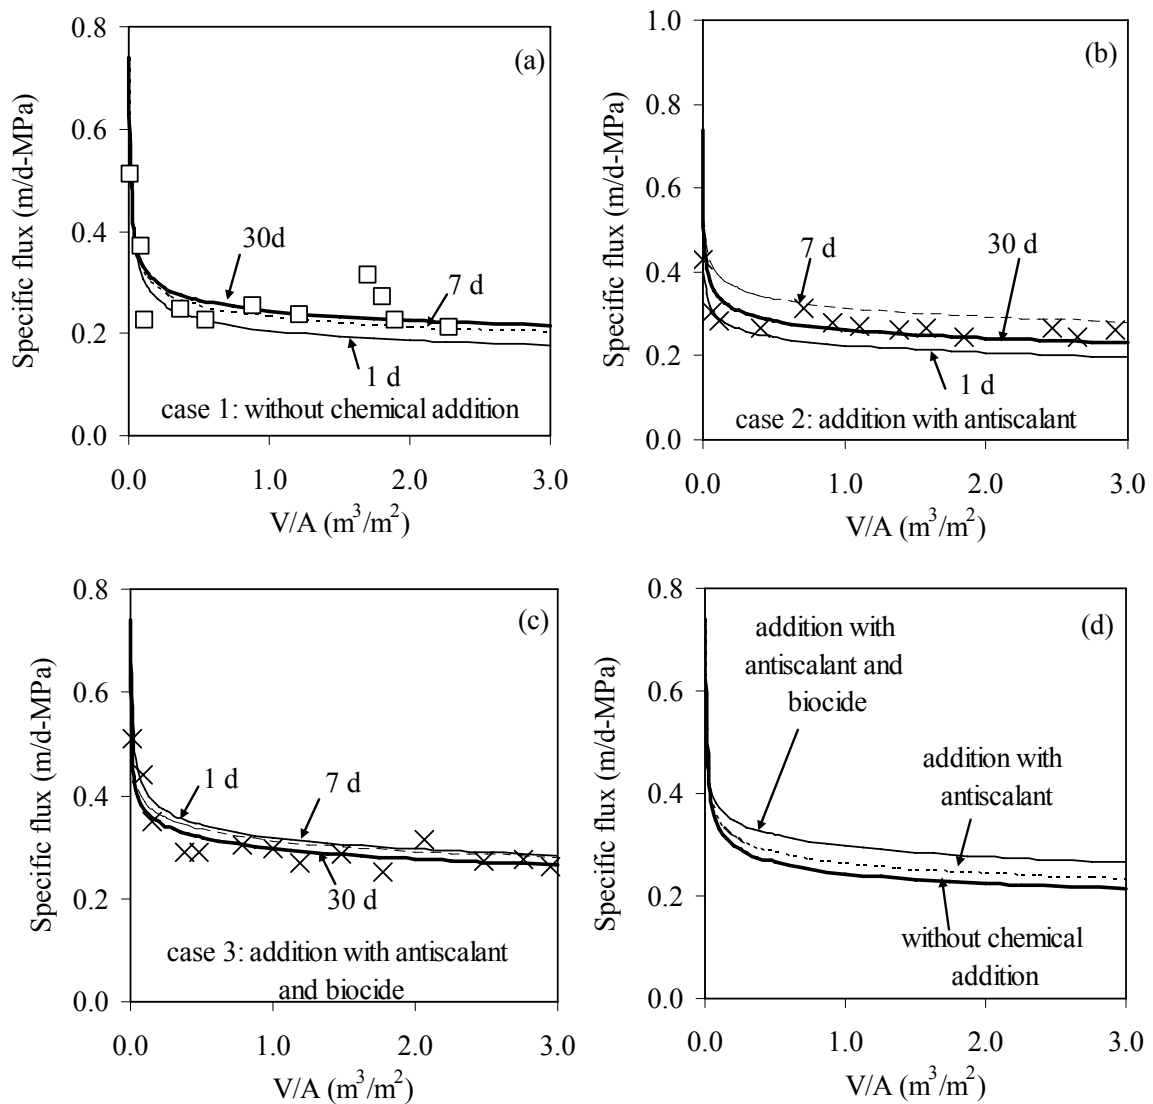 (a)
Specific flux (m/d-MPa)
0.8
0.6
0.4
0.2
0.0
30d
7 d
1 d
case 1: without chemical addition
0.0 1.0 2.0 3.0
V/A (m³/m²)
(b)
Specific flux (m/d-MPa)
1.0
0.8
0.6
0.4
0.2
0.0
7 d
30 d
1 d
case 2: addition with antiscalant
0.0 1.0 2.0 3.0
V/A (m³/m²)
(c)
Specific flux (m/d-MPa)
0.8
0.6
0.4
0.2
0.0
1 d
7 d
30 d
case 3: addition with antiscalant
and biocide
0.0 1.0 2.0 3.0
V/A (m³/m²)
(d)
Specific flux (m/d-MPa)
0.8
0.6
0.4
0.2
0.0
addition with
antiscalant and
biocide
addition with
antiscalant
without chemical
addition
0.0 1.0 2.0 3.0
V/A (m³/m²)